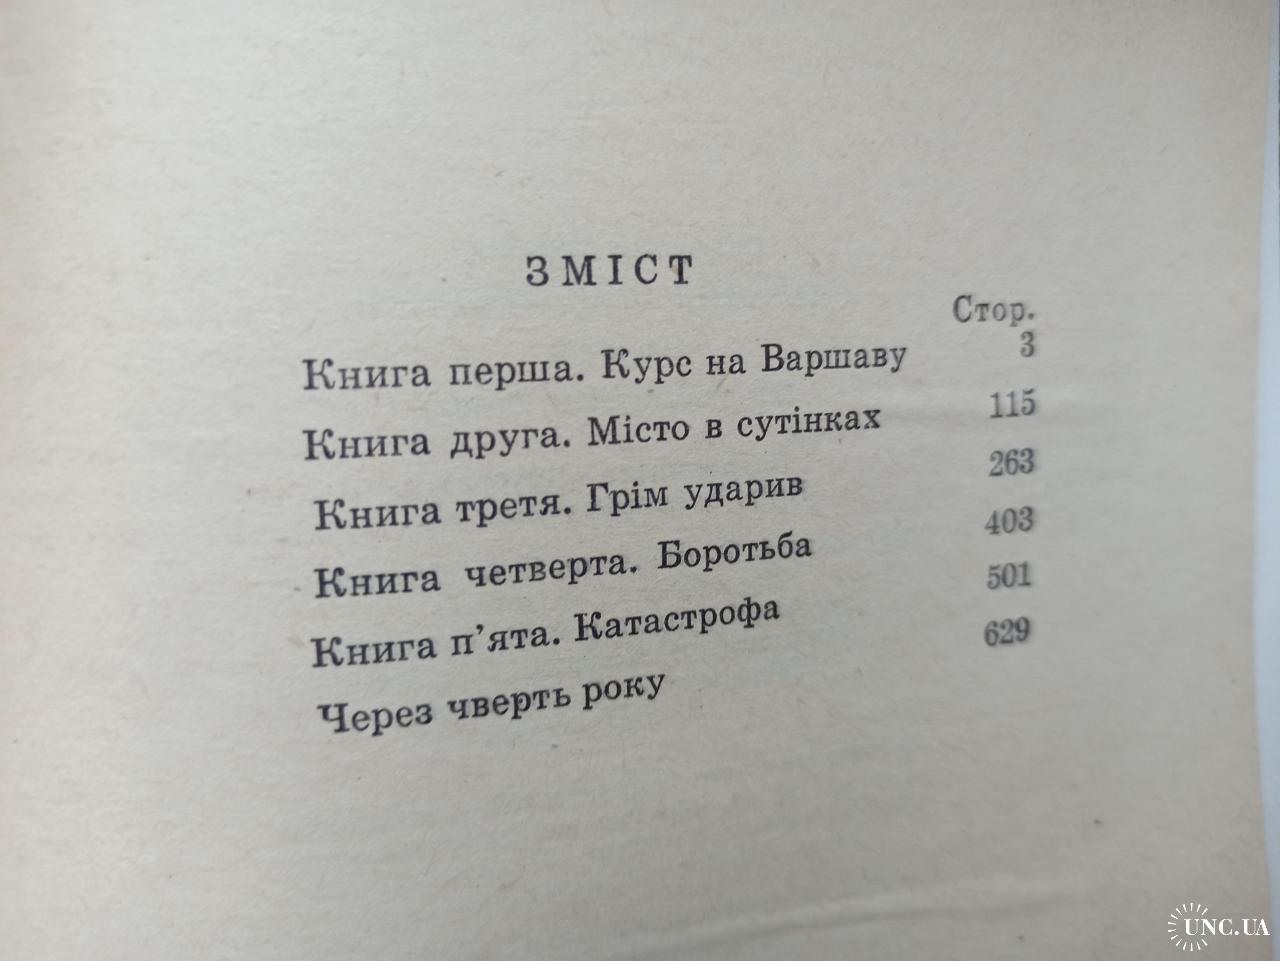 ЗМІСТ
Стор.
Книга перша. Курс на Варшаву 3
Книга друга. Місто в сутінках 115
Книга третя. Грім ударив 263
Книга четверта. Боротьба 403
Книга п'ята. Катастрофа 501
Через чверть року 629
UNC.UA